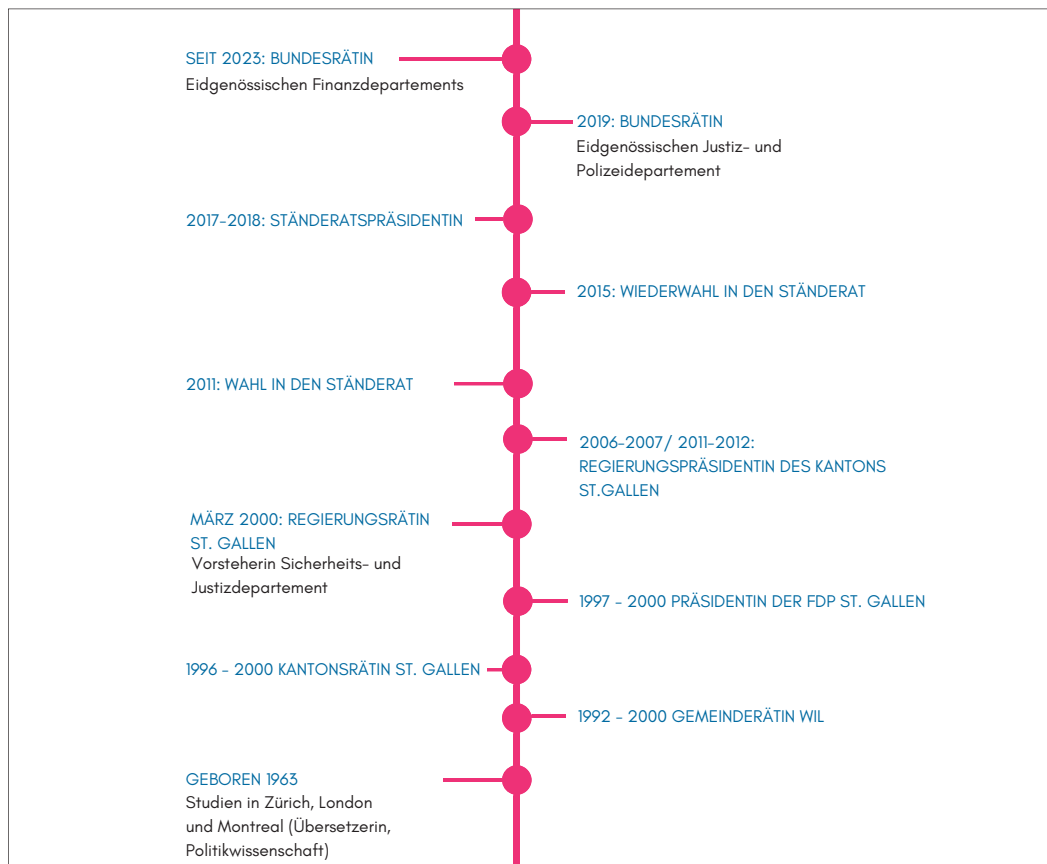 SEIT 2023: BUNDESRÄTIN
Eidgenössischen Finanzdepartements
2019: BUNDESRÄTIN
Eidgenössischen Justiz- und
Polizeidepartement
2017-2018: STÄNDERATSPRÄSIDENTIN
2015: WIEDERWAHL IN DEN STÄNDERAT
2011: WAHL IN DEN STÄNDERAT
2006-2007/ 2011-2012:
REGIERUNGSPRÄSIDENTIN DES KANTONS
ST.GALLEN
MÄRZ 2000: REGIERUNGSRÄTIN
ST. GALLEN
Vorsteherin Sicherheits- und
Justizdepartement
1997 - 2000 PRÄSIDENTIN DER FDP ST. GALLEN
1996 - 2000 KANTONSRÄTIN ST. GALLEN
1992 - 2000 GEMEINDERÄTIN WIL
GEBOREN 1963
Studien in Zürich, London
und Montreal (Übersetzerin,
Politikwissenschaft)